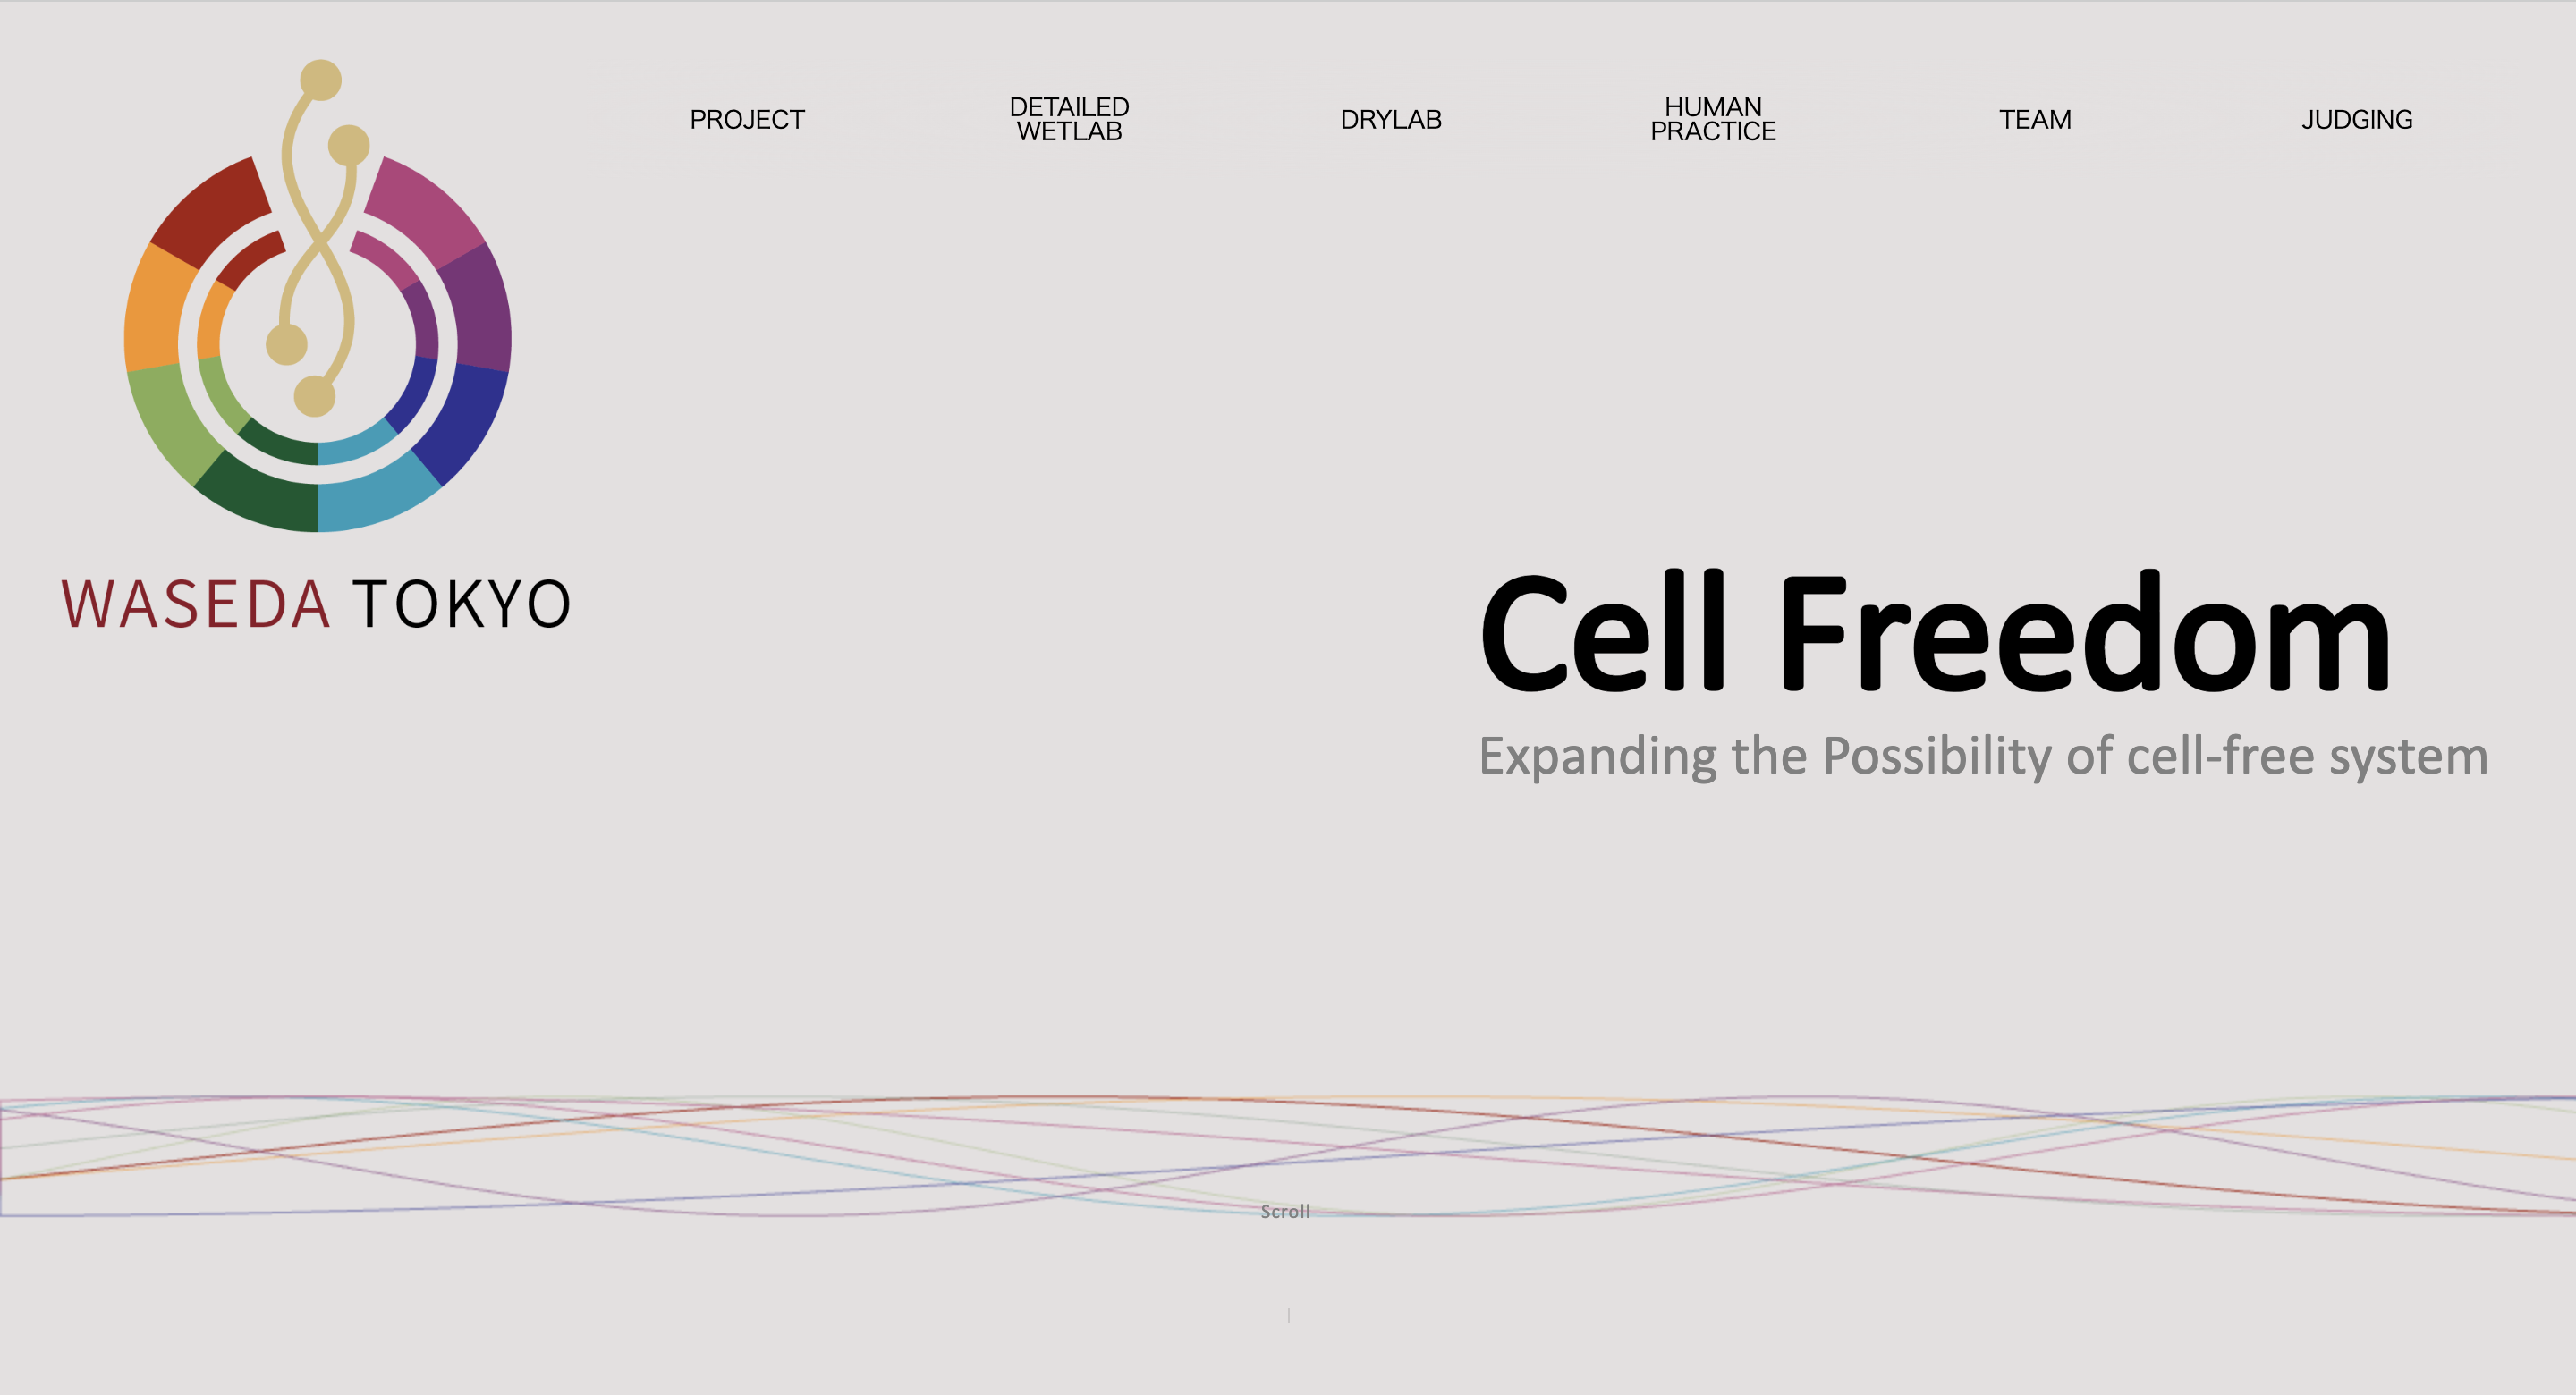 PROJECT
DETAILED
WETLAB
DRYLAB
HUMAN
PRACTICE
TEAM
JUDGING
WASEDA TOKYO
Cell Freedom
Expanding the Possibility of cell-free system
Scroll